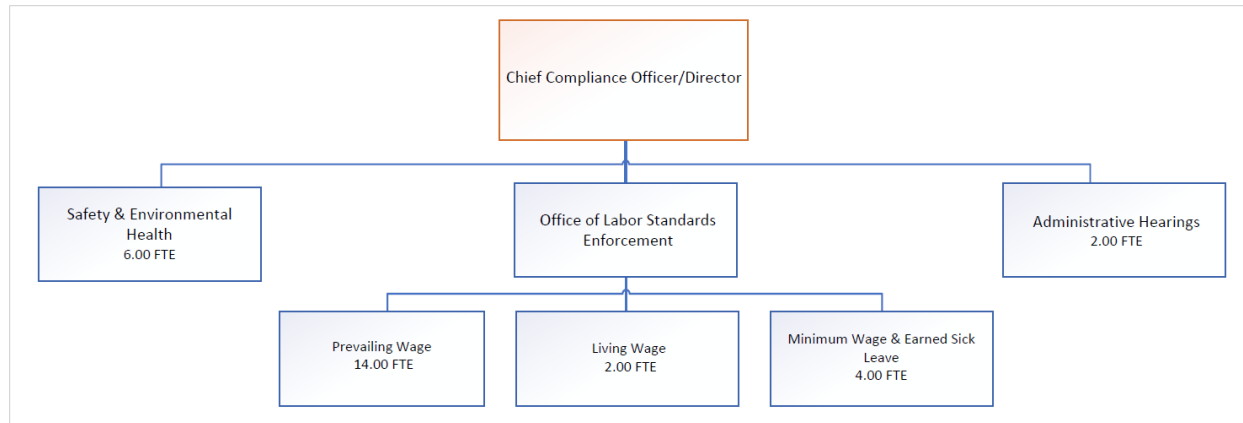 Chief Compliance Officer/Director
Safety & Environmental
Health
6.00 FTE
Office of Labor Standards
Enforcement
Administrative Hearings
2.00 FTE
Prevailing Wage
14.00 FTE
Living Wage
2.00 FTE
Minimum Wage & Earned Sick
Leave
4.00 FTE